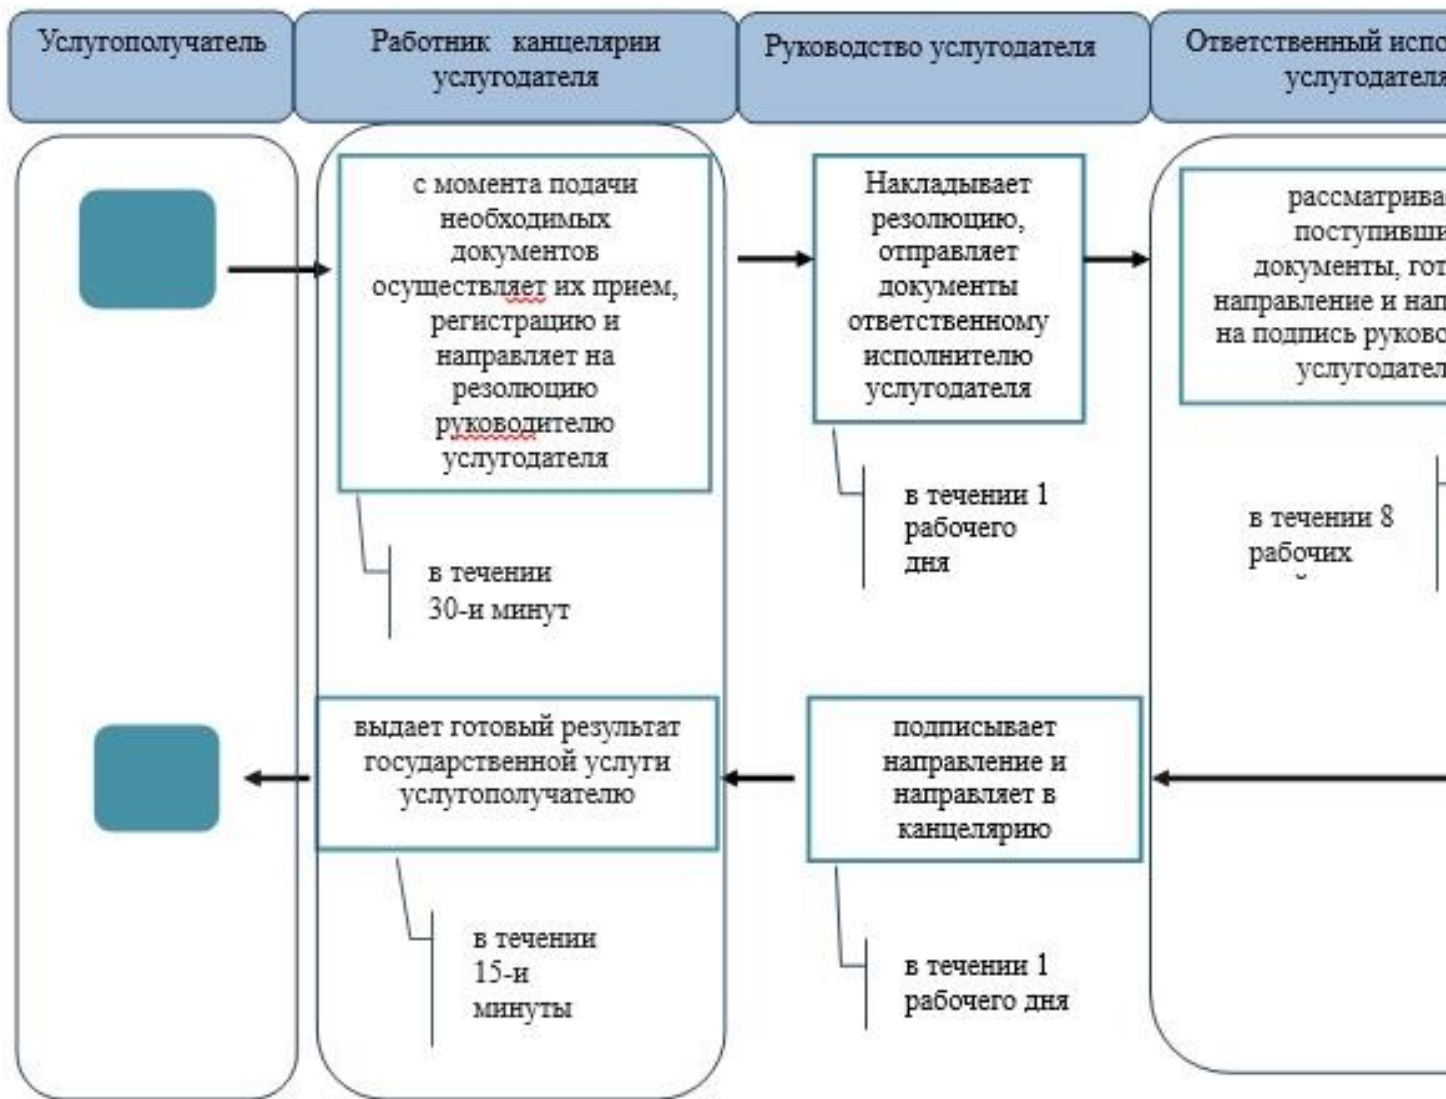 Услугополучатель
Работник канцелярии
услугодателя
Руководство услугодателя
Ответственный испо
услугодателя
с момента подачи
необходимых
документов
осуществляет их прием,
регистрацию и
направляет на
резолюцию
руководителю
услугодателя
в течении
30-и минут
Накладывает
резолюцию,
отправляет
документы
ответственному
исполнителю
услугодателя
в течении 1
рабочего
дня
рассматрива
поступивши
документы, гот
направление и нап
на подпись руково
услугодател
в течении 8
рабочих
подписывает
направление и
направляет в
канцелярию
в течении 1
рабочего дня
выдает готовый результат
государственной услуги
услугополучателю
в течении
15-и
минуты